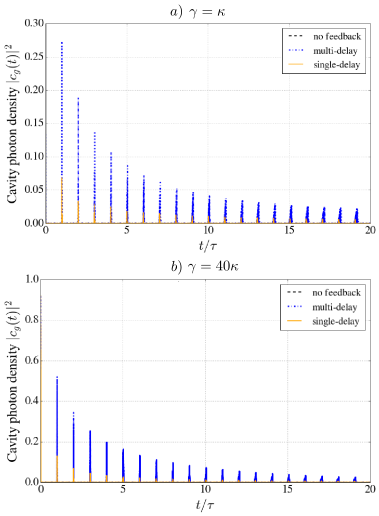 a) γ = κ
Cavity photon density |c_g(t)|^2
0.30
0.25
0.20
0.15
0.10
0.05
0.00
no feedback
multi-delay
single-delay
0 5 10 15 20
t/τ
b) γ = 40κ
Cavity photon density |c_g(t)|^2
1.0
0.8
0.6
0.4
0.2
0.0
no feedback
multi-delay
single-delay
0 5 10 15 20
t/τ